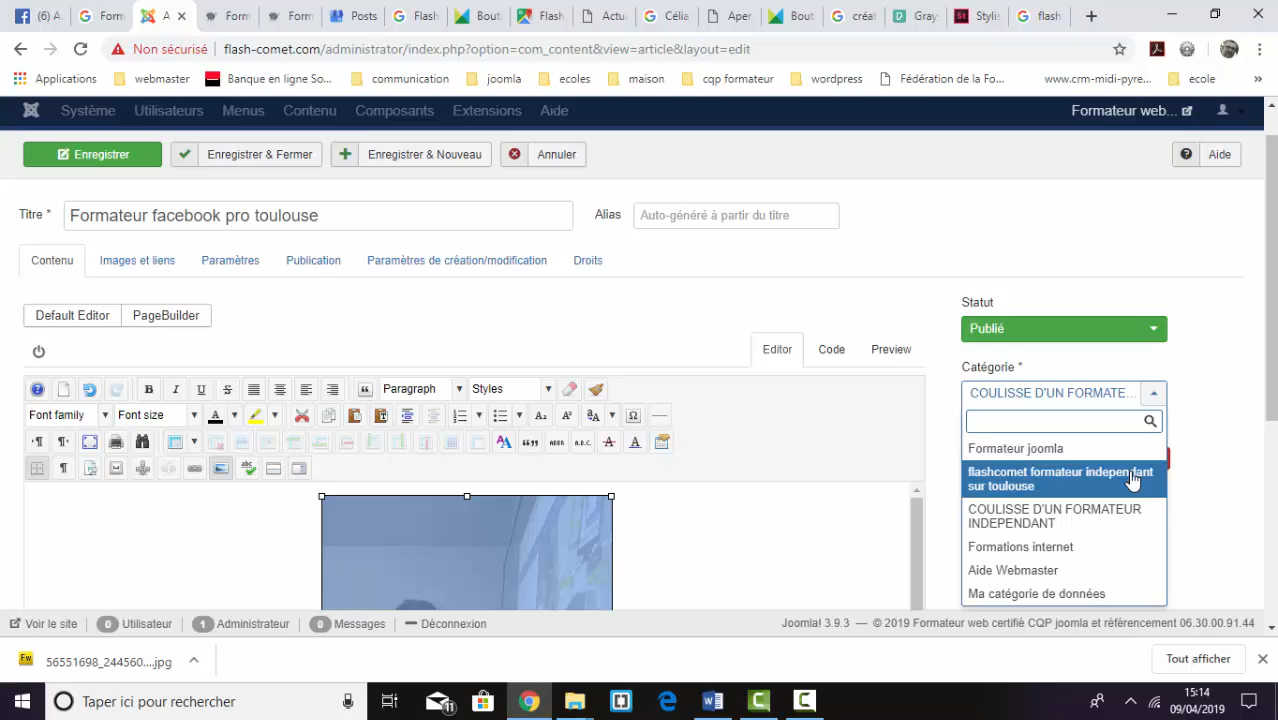 (6) A
Form
A
Form
Form
Posts
Flash
Bout
Flash
Actu
Célia
Aper
Bout
créat
Gray
Stylis
flash
Non sécurisé
flash-comet.com/administrator/index.php?option=com_content&view=article&layout=edit
Applications
webmaster
Banque en ligne So...
communication
joomla
ecoles
maison
cqpformateur
wordpress
Fédération de la Fo...
www.crm-midi-pyre...
ecole
»
Système
Utilisateurs
Menus
Contenu
Composants
Extensions
Aide
Formateur web...
Enregistrer
Enregistrer & Fermer
Enregistrer & Nouveau
Annuler
Aide
Titre *
Formateur facebook pro toulouse
Alias
Auto-généré à partir du titre
Contenu
Images et liens
Paramètres
Publication
Paramètres de création/modification
Droits
Default Editor
PageBuilder
Editor
Code
Preview
Paragraph
Styles
Font family
Font size
Statut
Publié
Catégorie *
COULISSE D'UN FORMATE...
Formateur joomla
flashcomet formateur independant
sur toulouse
COULISSE D'UN FORMATEUR
INDEPENDANT
Formations internet
Aide Webmaster
Ma catégorie de données
Voir le site
0 Utilisateur
1 Administrateur
0 Messages
Déconnexion
Joomla! 3.9.3 — © 2019 Formateur web certifié CQP joomla et référencement 06.30.00.91.44
56551698_244560....jpg
Tout afficher
Taper ici pour rechercher
11
15:14
09/04/2019